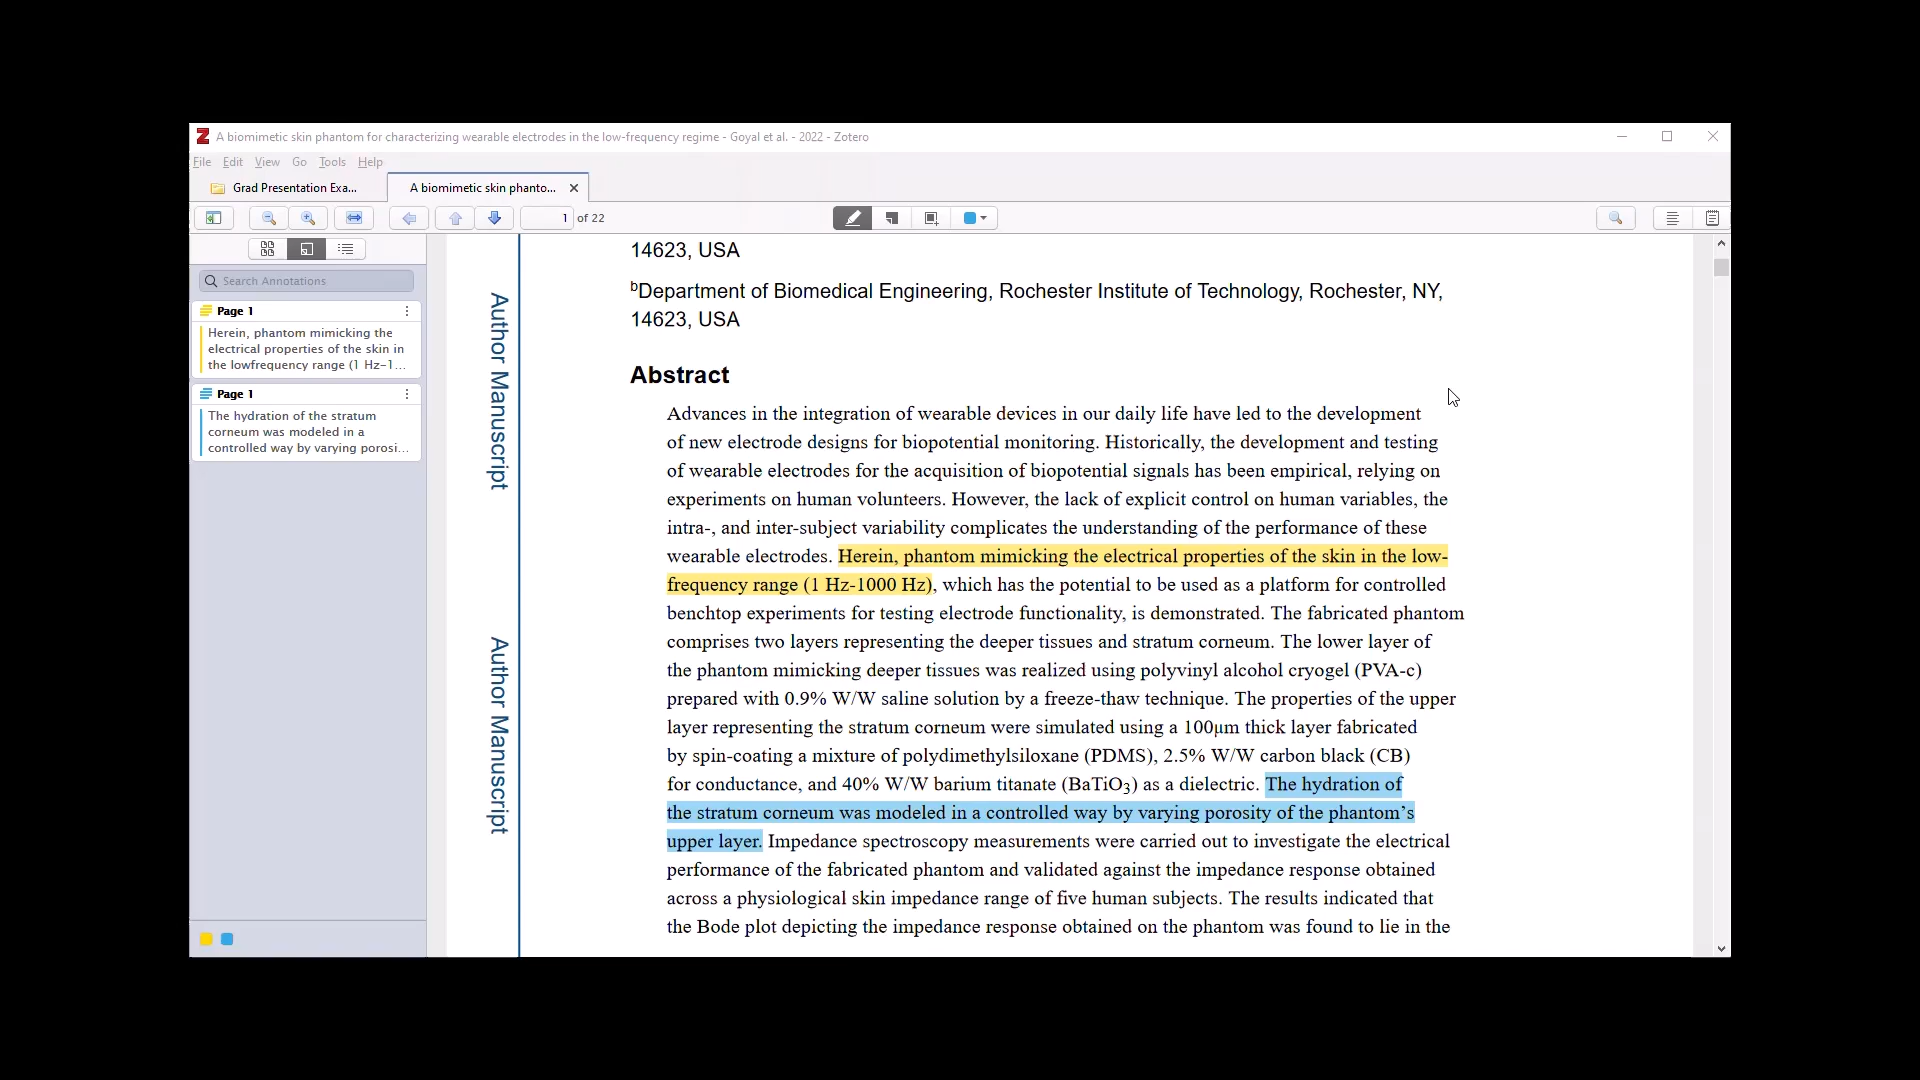 A biomimetic skin phantom for characterizing wearable electrodes in the low-frequency regime - Goyal et al. - 2022 - Zotero
File Edit View Go Tools Help
Grad Presentation Exa...
A biomimetic skin phanto...
1 of 22
Search Annotations
Page 1
Herein, phantom mimicking the
electrical properties of the skin in
the lowfrequency range (1 Hz-1...
Page 1
The hydration of the stratum
corneum was modeled in a
controlled way by varying porosi...
Author Manuscript
Author Manuscript
14623, USA
bDepartment of Biomedical Engineering, Rochester Institute of Technology, Rochester, NY,
14623, USA
Abstract
Advances in the integration of wearable devices in our daily life have led to the development
of new electrode designs for biopotential monitoring. Historically, the development and testing
of wearable electrodes for the acquisition of biopotential signals has been empirical, relying on
experiments on human volunteers. However, the lack of explicit control on human variables, the
intra-, and inter-subject variability complicates the understanding of the performance of these
wearable electrodes. Herein, phantom mimicking the electrical properties of the skin in the low-
frequency range (1 Hz-1000 Hz), which has the potential to be used as a platform for controlled
benchtop experiments for testing electrode functionality, is demonstrated. The fabricated phantom
comprises two layers representing the deeper tissues and stratum corneum. The lower layer of
the phantom mimicking deeper tissues was realized using polyvinyl alcohol cryogel (PVA-c)
prepared with 0.9% W/W saline solution by a freeze-thaw technique. The properties of the upper
layer representing the stratum corneum were simulated using a 100μm thick layer fabricated
by spin-coating a mixture of polydimethylsiloxane (PDMS), 2.5% W/W carbon black (CB)
for conductance, and 40% W/W barium titanate (BaTiO3) as a dielectric. The hydration of
the stratum corneum was modeled in a controlled way by varying porosity of the phantom’s
upper layer. Impedance spectroscopy measurements were carried out to investigate the electrical
performance of the fabricated phantom and validated against the impedance response obtained
across a physiological skin impedance range of five human subjects. The results indicated that
the Bode plot depicting the impedance response obtained on the phantom was found to lie in the